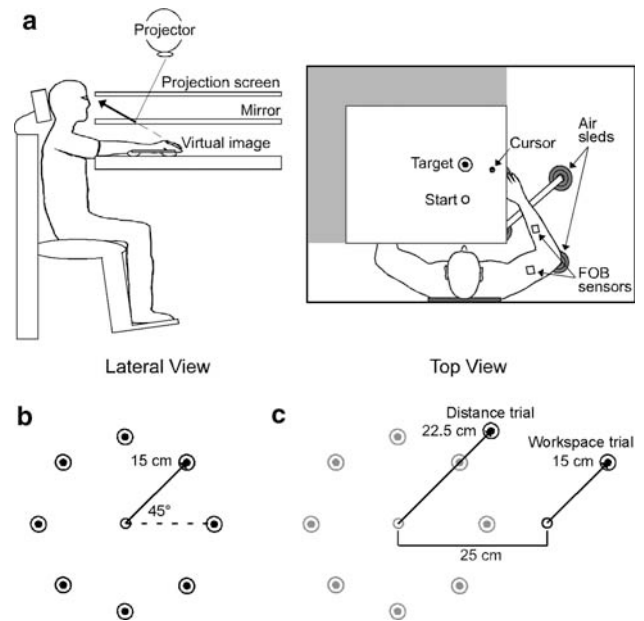 a
Projector
Projection screen
Mirror
Virtual image
Lateral View
Target
Cursor
Start
Air
sleds
FOB
sensors
Top View
b
15 cm
45°
c
Distance trial
22.5 cm
Workspace trial
15 cm
25 cm